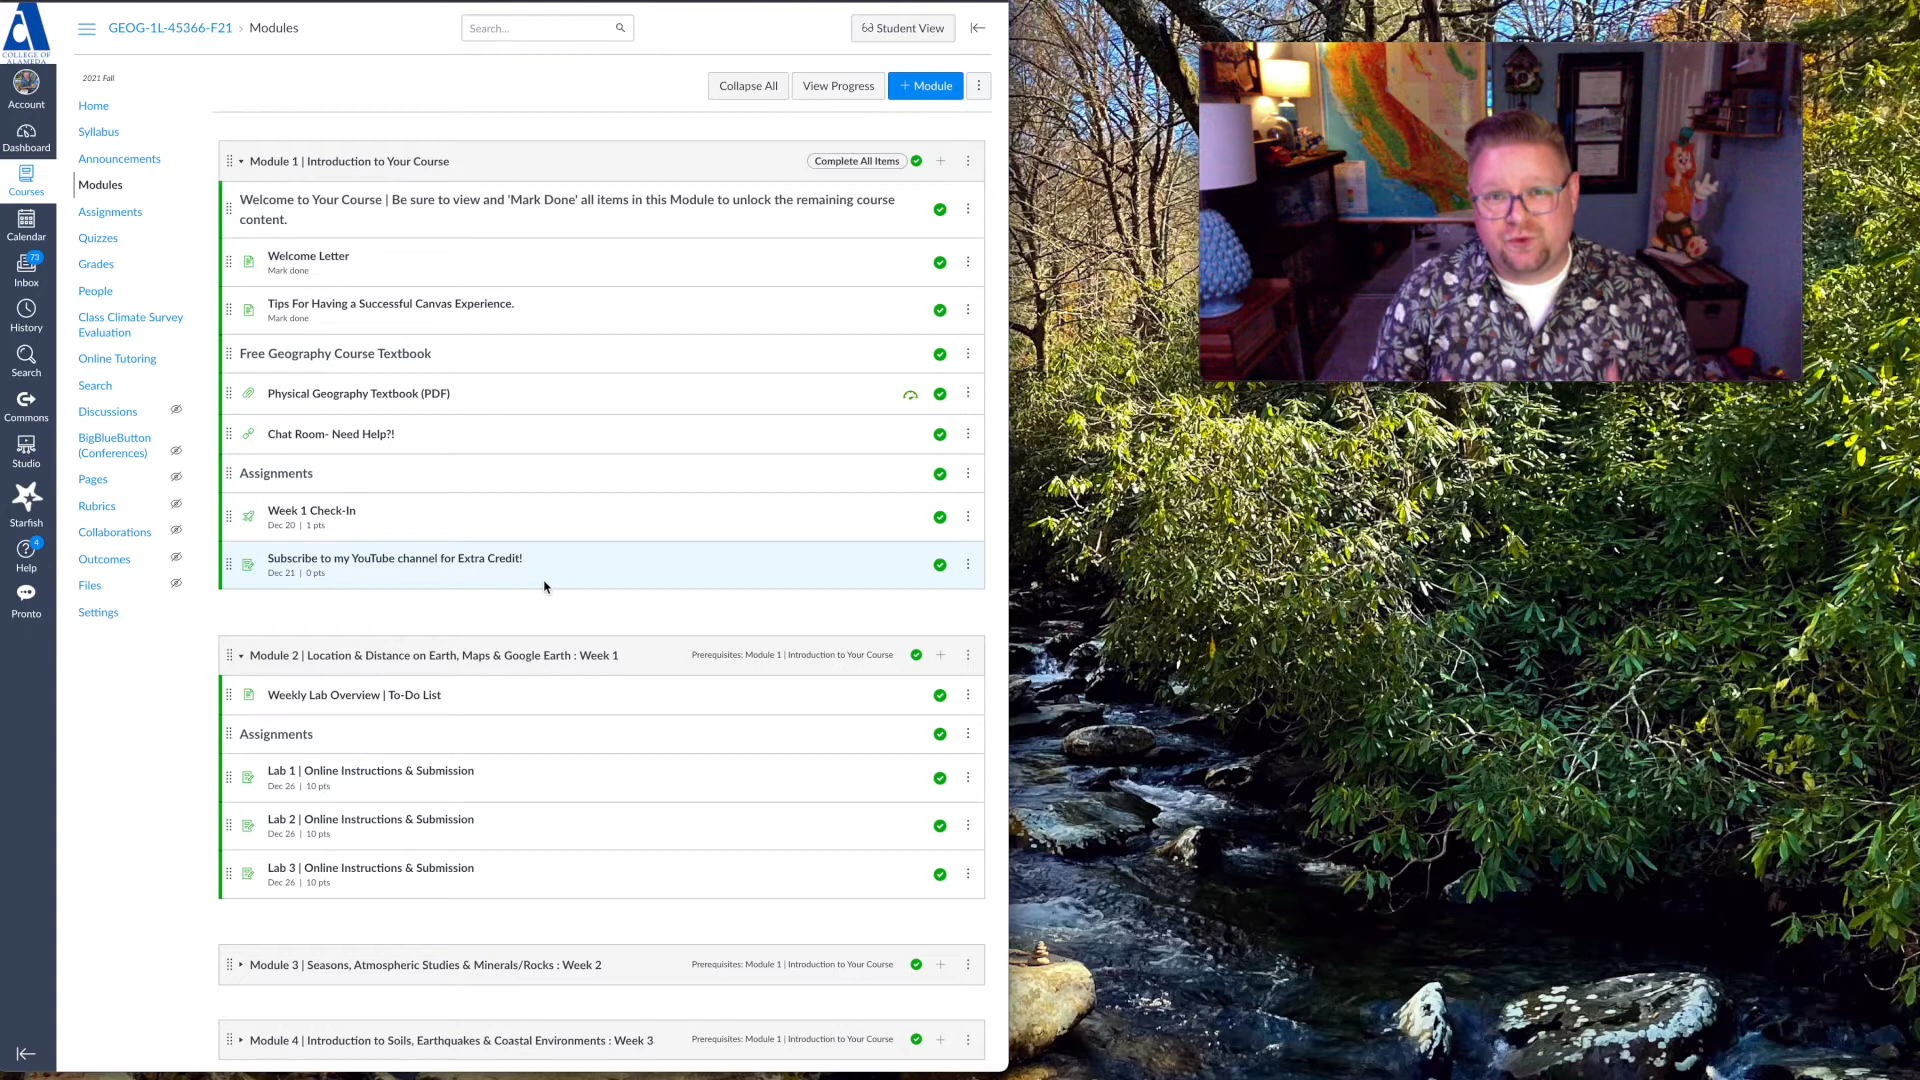 COLLEGE OF
ALAMEDA
Account
Dashboard
Courses
Calendar
73
Inbox
History
Search
Commons
Studio
Starfish
4
Help
Pronto
GEOG-1L-45366-F21 › Modules
Search...
Student View
2021 Fall
Home
Syllabus
Announcements
Modules
Assignments
Quizzes
Grades
People
Class Climate Survey
Evaluation
Online Tutoring
Search
Discussions
BigBlueButton
(Conferences)
Pages
Rubrics
Collaborations
Outcomes
Files
Settings
Collapse All
View Progress
+ Module
Module 1 | Introduction to Your Course
Complete All Items
Welcome to Your Course | Be sure to view and 'Mark Done' all items in this Module to unlock the remaining course
content.
Welcome Letter
Mark done
Tips For Having a Successful Canvas Experience.
Mark done
Free Geography Course Textbook
Physical Geography Textbook (PDF)
Chat Room- Need Help?!
Assignments
Week 1 Check-In
Dec 20 | 1 pts
Subscribe to my YouTube channel for Extra Credit!
Dec 21 | 0 pts
Module 2 | Location & Distance on Earth, Maps & Google Earth : Week 1
Prerequisites: Module 1 | Introduction to Your Course
Weekly Lab Overview | To-Do List
Assignments
Lab 1 | Online Instructions & Submission
Dec 26 | 10 pts
Lab 2 | Online Instructions & Submission
Dec 26 | 10 pts
Lab 3 | Online Instructions & Submission
Dec 26 | 10 pts
Module 3 | Seasons, Atmospheric Studies & Minerals/Rocks : Week 2
Prerequisites: Module 1 | Introduction to Your Course
Module 4 | Introduction to Soils, Earthquakes & Coastal Environments : Week 3
Prerequisites: Module 1 | Introduction to Your Course